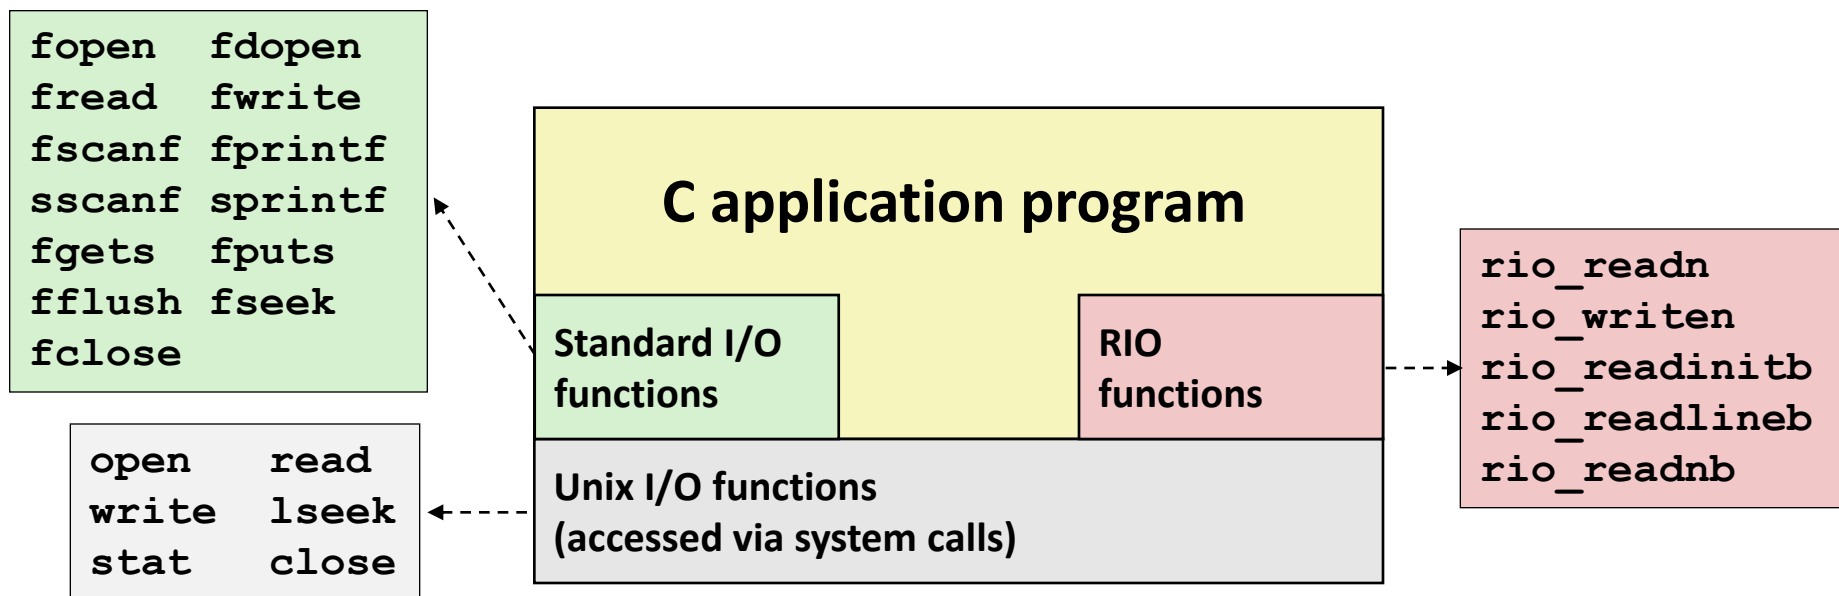 fopen fdopen
fread fwrite
fscanf fprintf
sscanf sprintf
fgets fputs
fflush fseek
fclose
open read
write lseek
stat close
C application program
Standard I/O
functions
RIO
functions
Unix I/O functions
(accessed via system calls)
rio_readn
rio_writen
rio_readinitb
rio_readlineb
rio_readnb